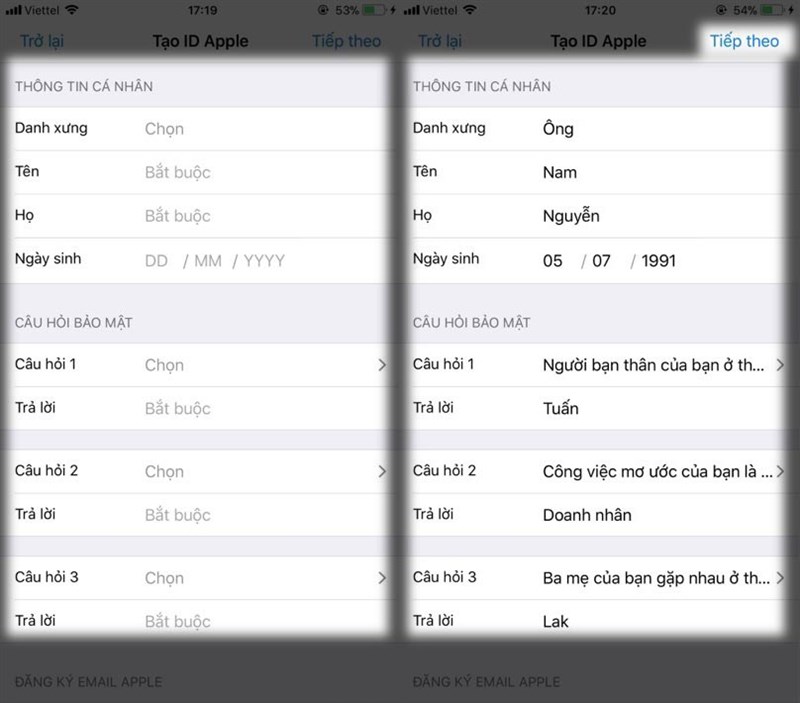 Viettel 17:19 53%
Trở lại Tạo ID Apple Tiếp theo
THÔNG TIN CÁ NHÂN
Danh xưng Chọn
Tên Bắt buộc
Họ Bắt buộc
Ngày sinh DD / MM / YYYY
CÂU HỎI BẢO MẬT
Câu hỏi 1 Chọn
Trả lời Bắt buộc
Câu hỏi 2 Chọn
Trả lời Bắt buộc
Câu hỏi 3 Chọn
Trả lời Bắt buộc
ĐĂNG KÝ EMAIL APPLE
Viettel 17:20 54%
Trở lại Tạo ID Apple Tiếp theo
THÔNG TIN CÁ NHÂN
Danh xưng Ông
Tên Nam
Họ Nguyễn
Ngày sinh 05 / 07 / 1991
CÂU HỎI BẢO MẬT
Câu hỏi 1 Người bạn thân của bạn ở th...
Trả lời Tuấn
Câu hỏi 2 Công việc mơ ước của bạn là ...
Trả lời Doanh nhân
Câu hỏi 3 Ba mẹ của bạn gặp nhau ở th...
Trả lời Lak
ĐĂNG KÝ EMAIL APPLE